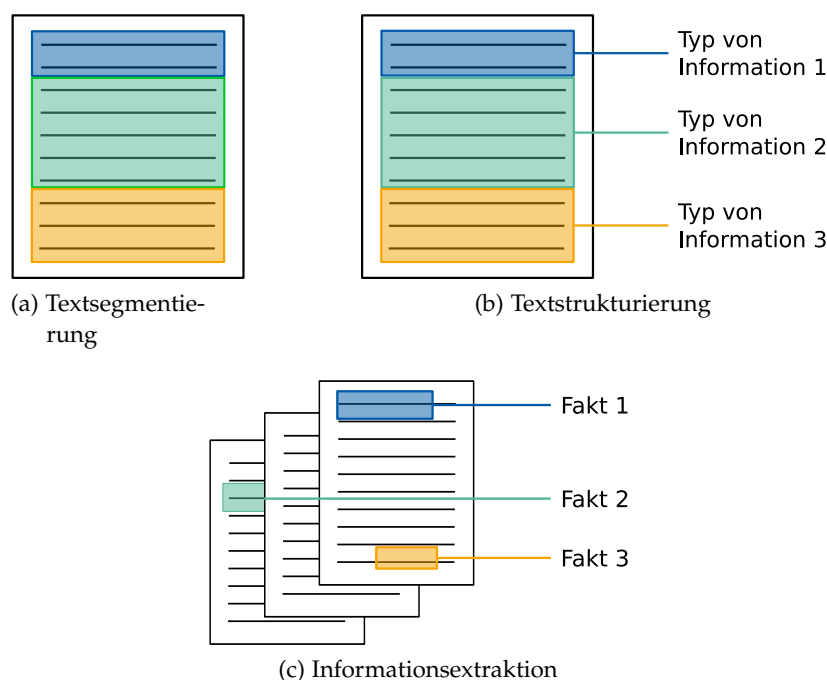 Typ von
Information 1
Typ von
Information 2
Typ von
Information 3
(a) Textsegmentie-
rung
(b) Textstrukturierung
Fakt 1
Fakt 2
Fakt 3
(c) Informationsextraktion